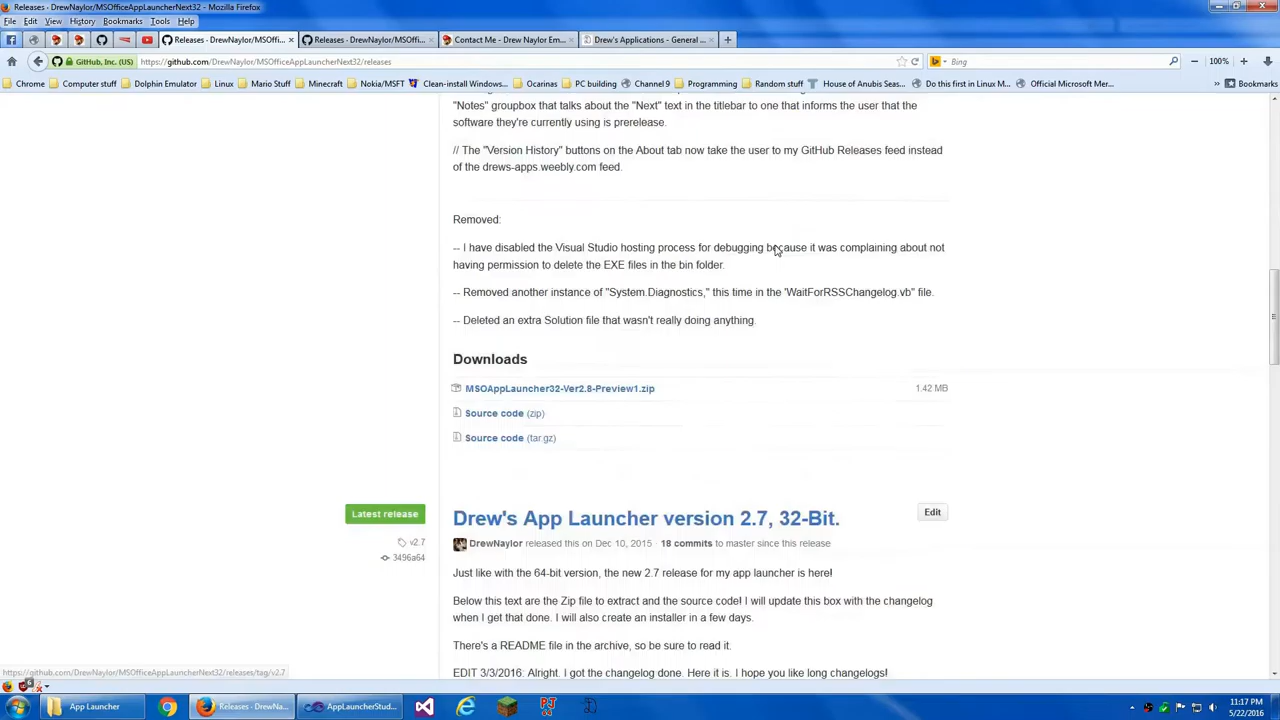 Releases · DrewNaylor/MSOfficeAppLauncherNext32 - Mozilla Firefox
File Edit View History Bookmarks Tools Help
Releases · DrewNaylor/MSOffi... × Releases · DrewNaylor/MSOffi... × Contact Me - Drew Naylor Em... × Drew's Applications - General ... × +
GitHub, Inc. (US) https://github.com/DrewNaylor/MSOfficeAppLauncherNext32/releases Bing 100%
Chrome Computer stuff Dolphin Emulator Linux Mario Stuff Minecraft Nokia/MSFT Clean-install Windows... Ocarinas PC building Channel 9 Programming Random stuff House of Anubis Seas... Do this first in Linux M... Official Microsoft Mer... » Bookmarks
"Notes" groupbox that talks about the "Next" text in the titlebar to one that informs the user that the
software they're currently using is prerelease.
// The "Version History" buttons on the About tab now take the user to my GitHub Releases feed instead
of the drews-apps.weebly.com feed.
Removed:
-- I have disabled the Visual Studio hosting process for debugging because it was complaining about not
having permission to delete the EXE files in the bin folder.
-- Removed another instance of "System.Diagnostics," this time in the 'WaitForRSSChangelog.vb" file.
-- Deleted an extra Solution file that wasn't really doing anything.
Downloads
MSOAppLauncher32-Ver2.8-Preview1.zip 1.42 MB
Source code (zip)
Source code (tar.gz)
Latest release
v2.7
3496a64
Drew's App Launcher version 2.7, 32-Bit. Edit
DrewNaylor released this on Dec 10, 2015 · 18 commits to master since this release
Just like with the 64-bit version, the new 2.7 release for my app launcher is here!
Below this text are the Zip file to extract and the source code! I will update this box with the changelog
when I get that done. I will also create an installer in a few days.
There's a README file in the archive, so be sure to read it.
EDIT 3/3/2016: Alright. I got the changelog done. Here it is. I hope you like long changelogs!
https://github.com/DrewNaylor/MSOfficeAppLauncherNext32/releases/tag/v2.7
App Launcher Releases · DrewNa... AppLauncherStud...
11:17 PM
5/22/2016